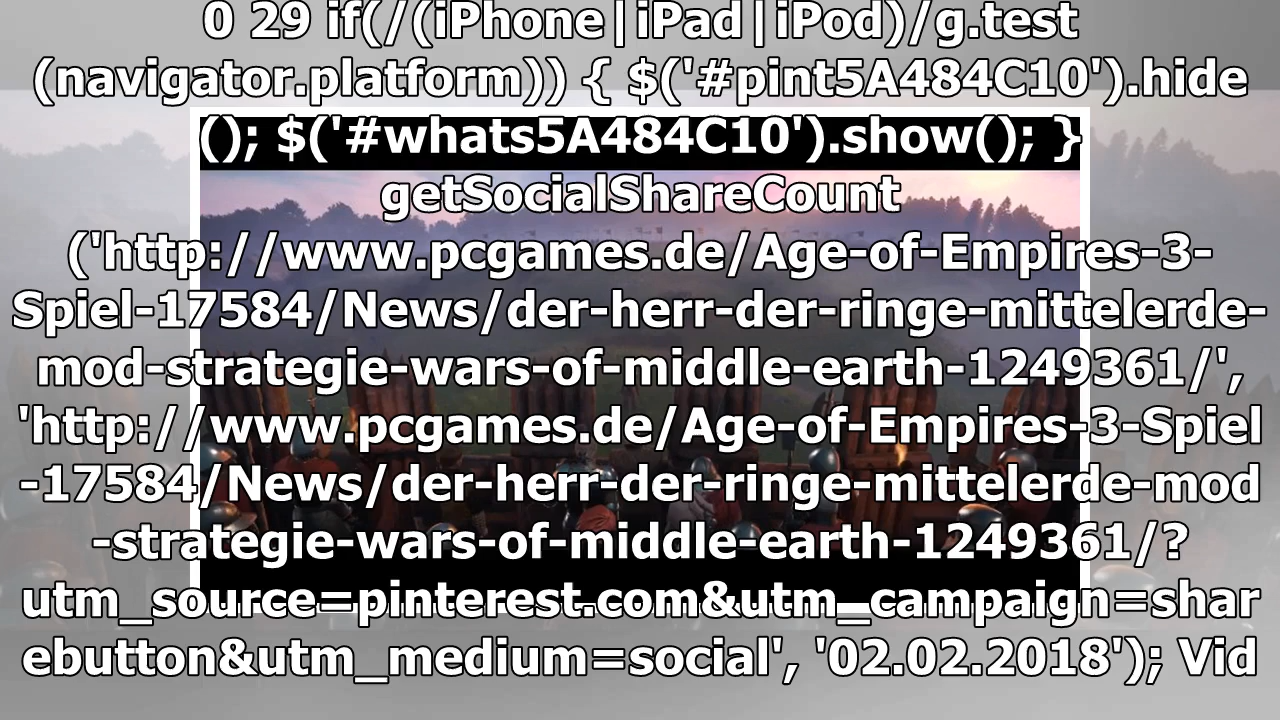 0 29 if(/(iPhone|iPad|iPod)/g.test
(navigator.platform)) { $('#pint5A484C10').hide
(); $('#whats5A484C10').show(); }
getSocialShareCount
('http://www.pcgames.de/Age-of-Empires-3-
Spiel-17584/News/der-herr-der-ringe-mittelerde-
mod-strategie-wars-of-middle-earth-1249361/',
'http://www.pcgames.de/Age-of-Empires-3-Spiel
-17584/News/der-herr-der-ringe-mittelerde-mod
-strategie-wars-of-middle-earth-1249361/?
utm_source=pinterest.com&utm_campaign=shar
ebutton&utm_medium=social', '02.02.2018'); Vid